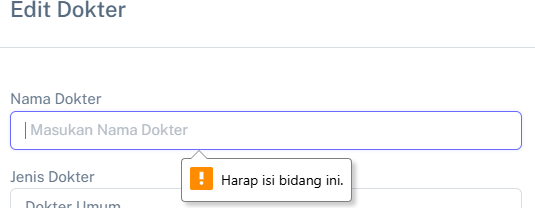 Edit Dokter
Nama Dokter
Masukan Nama Dokter
Harap isi bidang ini.
Jenis Dokter
Dokter Umum